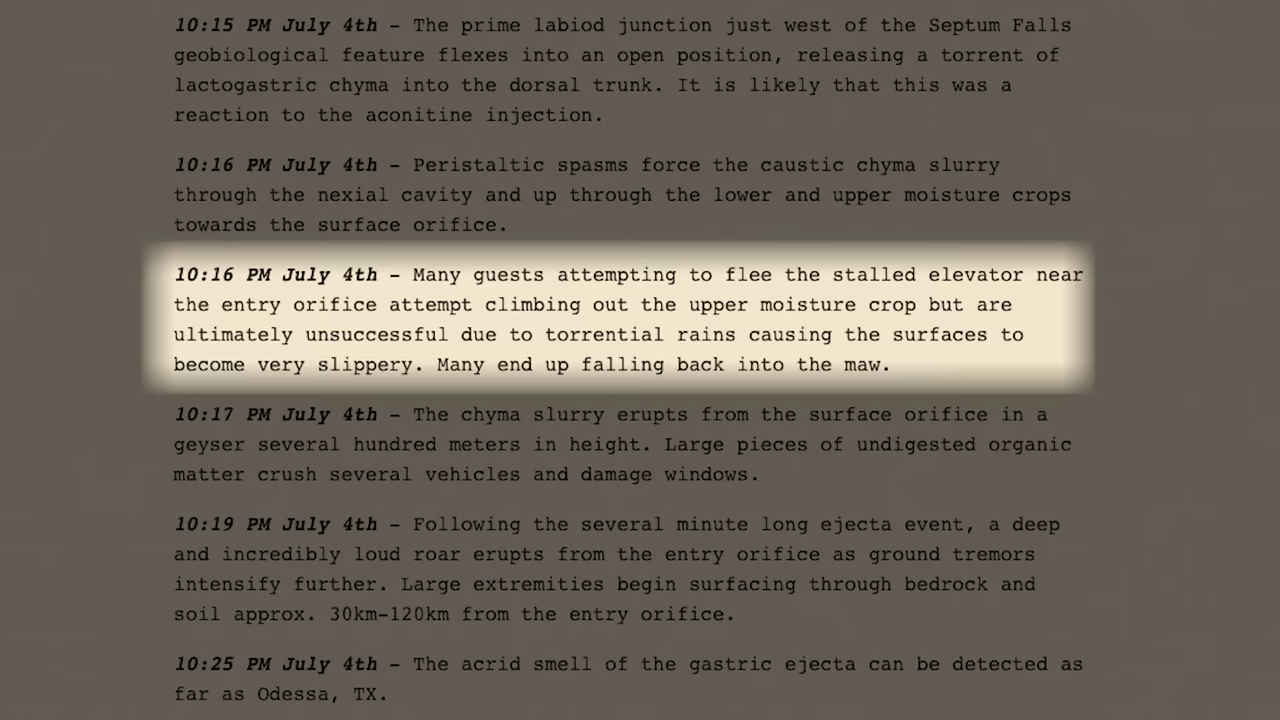 10:15 PM July 4th – The prime labiod junction just west of the Septum Falls
geobiological feature flexes into an open position, releasing a torrent of
lactogastric chyma into the dorsal trunk. It is likely that this was a
reaction to the aconitine injection.
10:16 PM July 4th – Peristaltic spasms force the caustic chyma slurry
through the nexial cavity and up through the lower and upper moisture crops
towards the surface orifice.
10:16 PM July 4th – Many guests attempting to flee the stalled elevator near
the entry orifice attempt climbing out the upper moisture crop but are
ultimately unsuccessful due to torrential rains causing the surfaces to
become very slippery. Many end up falling back into the maw.
10:17 PM July 4th – The chyma slurry erupts from the surface orifice in a
geyser several hundred meters in height. Large pieces of undigested organic
matter crush several vehicles and damage windows.
10:19 PM July 4th – Following the several minute long ejecta event, a deep
and incredibly loud roar erupts from the entry orifice as ground tremors
intensify further. Large extremities begin surfacing through bedrock and
soil approx. 30km-120km from the entry orifice.
10:25 PM July 4th – The acrid smell of the gastric ejecta can be detected as
far as Odessa, TX.